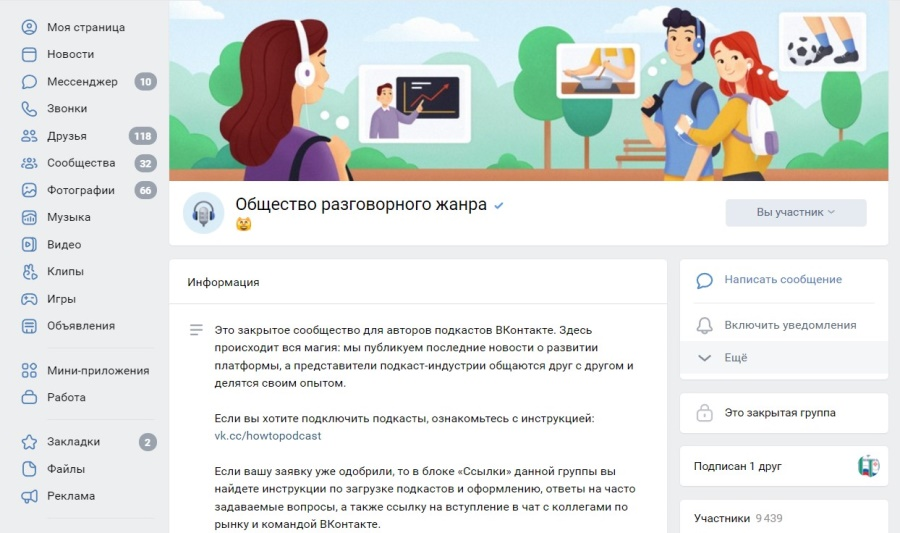 Моя страница
Новости
Мессенджер 10
Звонки
Друзья 118
Сообщества 32
Фотографии 66
Музыка
Видео
Клипы
Игры
Объявления
Мини-приложения
Работа
Закладки 2
Файлы
Реклама
Общество разговорного жанра
Вы участник
Информация
Это закрытое сообщество для авторов подкастов ВКонтакте. Здесь
происходит вся магия: мы публикуем последние новости о развитии
платформы, а представители подкаст-индустрии общаются друг с другом и
делятся своим опытом.
Если вы хотите подключить подкасты, ознакомьтесь с инструкцией:
vk.cc/howtopodcast
Если вашу заявку уже одобрили, то в блоке «Ссылки» данной группы вы
найдете инструкции по загрузке подкастов и оформлению, ответы на часто
задаваемые вопросы, а также ссылку на вступление в чат с коллегами по
рынку и командой ВКонтакте.
Написать сообщение
Включить уведомления
Ещё
Это закрытая группа
Подписан 1 друг
Участники 9 439